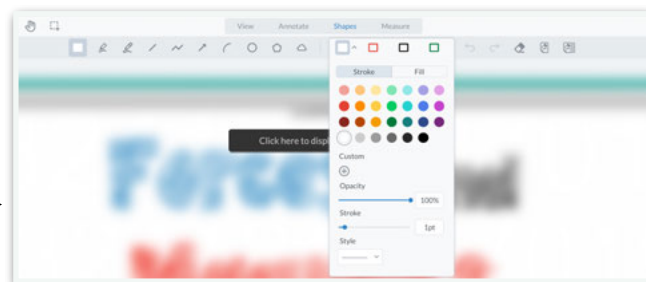 View Annotate Shapes Measure
Stroke Fill
Click here to displ
Custom
Opacity
100%
Stroke
1pt
Style